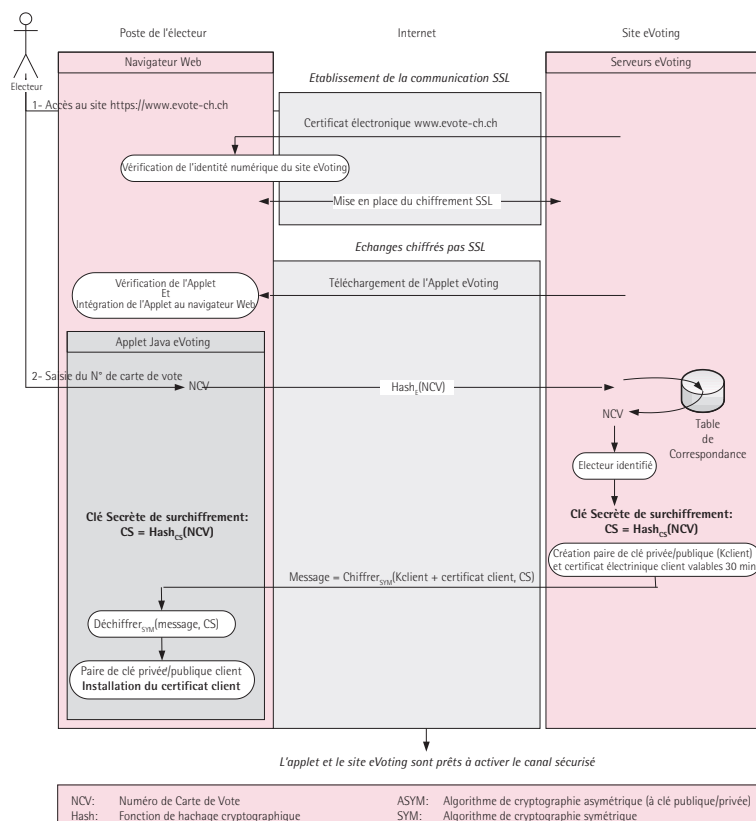 Poste de l'électeur
Internet
Site eVoting
Navigateur Web
Serveurs eVoting
Electeur
Etablissement de la communication SSL
1- Accès au site https://www.evote-ch.ch
Certificat électronique www.evote-ch.ch
Vérification de l'identité numérique du site eVoting
Mise en place du chiffrement SSL
Echanges chiffrés pas SSL
Vérification de l'Applet
Et
Intégration de l'Applet au navigateur Web
Téléchargement de l'Applet eVoting
Applet Java eVoting
2- Saisie du N° de carte de vote
NCV
Hash_E(NCV)
NCV
Table
de
Correspondance
Electeur identifié
Clé Secrète de surchiffrement:
CS = Hash_CS(NCV)
Clé Secrète de surchiffrement:
CS = Hash_CS(NCV)
Création paire de clé privée/publique (Kclient)
et certificat électrinique client valables 30 min
Message = Chiffrer_SYM(Kclient + certificat client, CS)
Déchiffrer_SYM(message, CS)
Paire de clé privée/publique client
Installation du certificat client
L'applet et le site eVoting sont prêts à activer le canal sécurisé
NCV: Numéro de Carte de Vote
ASYM: Algorithme de cryptographie asymétrique (à clé publique/privée)
Hash: Fonction de hachage cryptographique
SYM: Algorithme de cryptographie symétrique